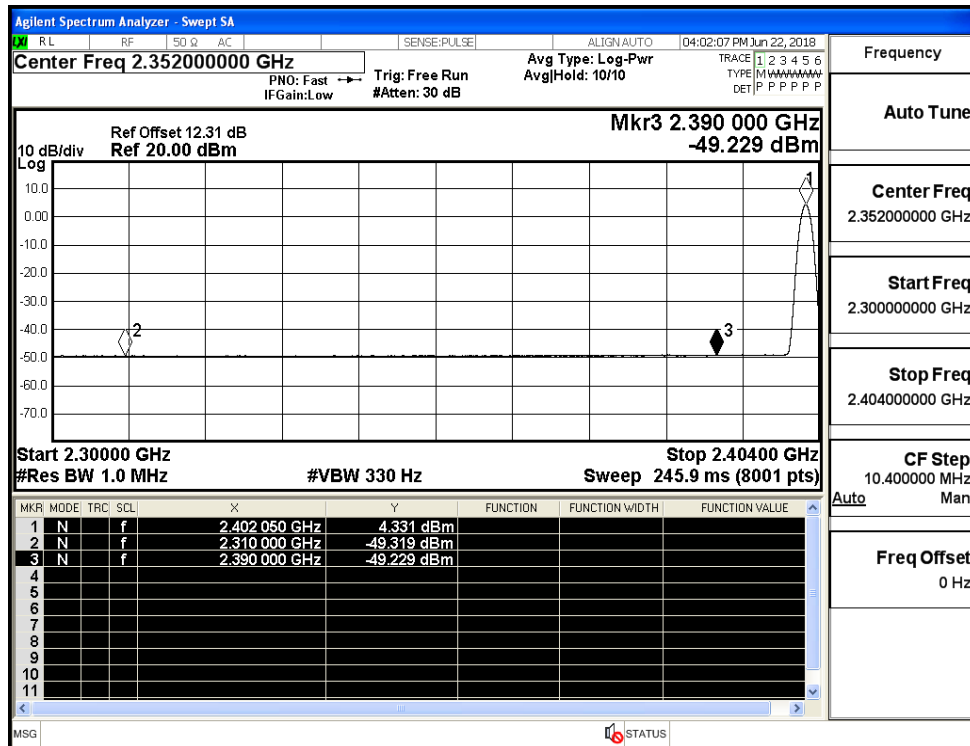 Agilent Spectrum Analyzer - Swept SA
LXI RL RF 50 Ω AC SENSE:PULSE ALIGN AUTO 04:02:07 PM Jun 22, 2018
Center Freq 2.352000000 GHz
PNO: Fast
IFGain:Low
Trig: Free Run
#Atten: 30 dB
Avg Type: Log-Pwr
Avg|Hold: 10/10
TRACE 1 2 3 4 5 6
TYPE M W W W W W
DET P P P P P P
Mkr3 2.390 000 GHz
-49.229 dBm
Ref Offset 12.31 dB
10 dB/div Ref 20.00 dBm
Log
10.0
0.00
-10.0
-20.0
-30.0
-40.0
-50.0
-60.0
-70.0
1
2
3
Start 2.30000 GHz Stop 2.40400 GHz
#Res BW 1.0 MHz #VBW 330 Hz Sweep 245.9 ms (8001 pts)
MKR MODE TRC SCL X Y FUNCTION FUNCTION WIDTH FUNCTION VALUE
1 N f 2.402 050 GHz 4.331 dBm
2 N f 2.310 000 GHz -49.319 dBm
3 N f 2.390 000 GHz -49.229 dBm
4
5
6
7
8
9
10
11
MSG STATUS
Frequency
Auto Tune
Center Freq
2.352000000 GHz
Start Freq
2.300000000 GHz
Stop Freq
2.404000000 GHz
CF Step
10.400000 MHz
Auto Man
Freq Offset
0 Hz